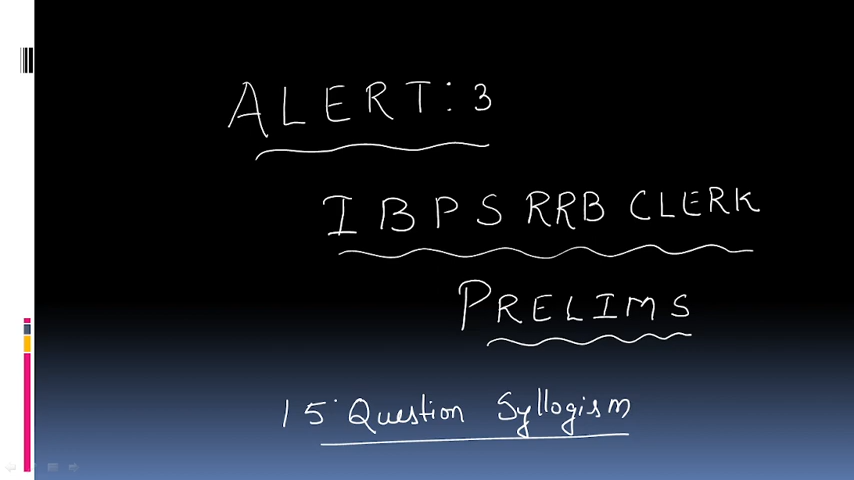 ALERT: 3
IBPS RRB CLERK
PRELIMS
15 Question Syllogism